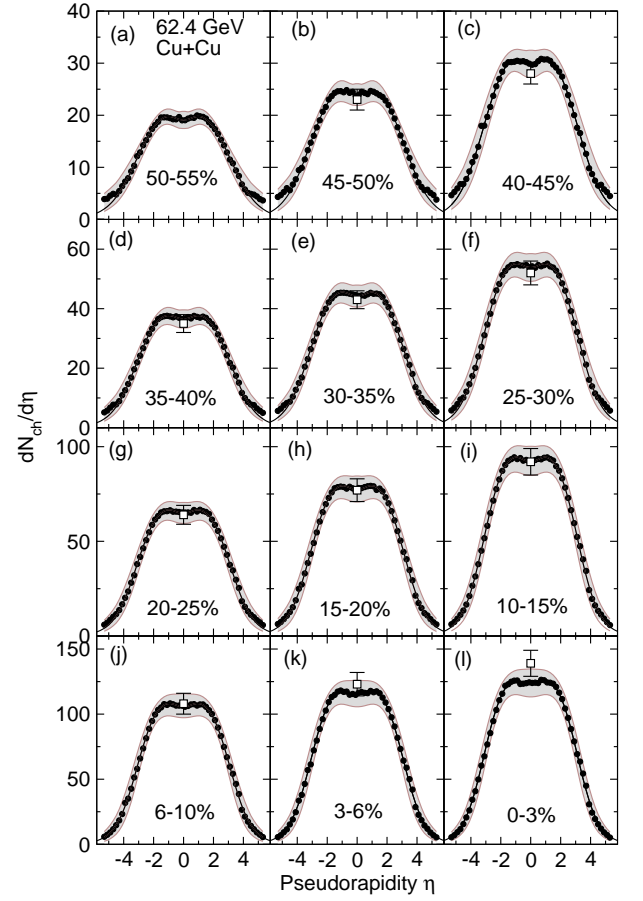 40
30
20
10
0
(a)
62.4 GeV
Cu+Cu
50-55%
(b)
45-50%
(c)
40-45%
60
40
20
0
(d)
35-40%
(e)
30-35%
(f)
25-30%
dN_ch/dη
100
50
0
(g)
20-25%
(h)
15-20%
(i)
10-15%
150
100
50
0
(j)
6-10%
(k)
3-6%
(l)
0-3%
-4 -2 0 2 4
-4 -2 0 2 4
-4 -2 0 2 4
Pseudorapidity η